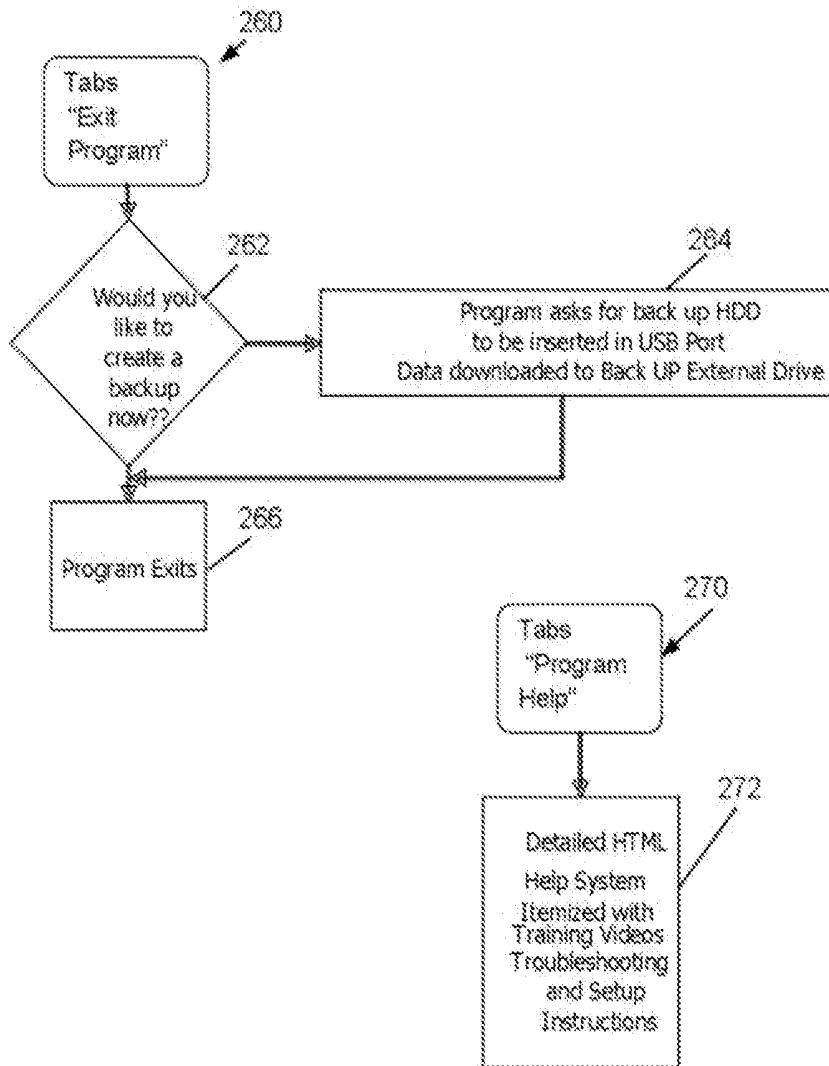 260
Tabs
"Exit
Program"
262
Would you
like to
create a
backup
now??
264
Program asks for back up HDD
to be inserted in USB Port
Data downloaded to Back UP External Drive
266
Program Exits
270
Tabs
"Program
Help"
272
Detailed HTML
Help System
Itemized with
Training Videos
Troubleshooting
and Setup
Instructions